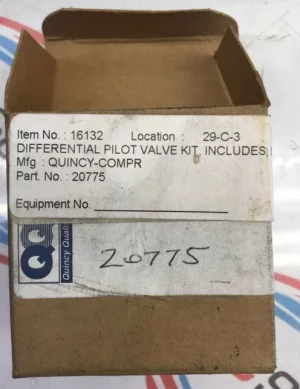 Item No. : 16132 Location : 29-C-3
DIFFERENTIAL PILOT VALVE KIT, INCLUDES;
Mfg : QUINCY-COMPR
Part. No. : 20775
Equipment No.
Quincy Quali
20775